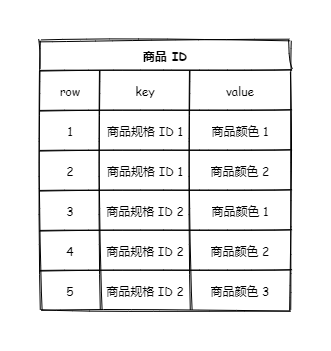 商品 ID
row key value
1 商品规格 ID 1 商品颜色 1
2 商品规格 ID 1 商品颜色 2
3 商品规格 ID 2 商品颜色 1
4 商品规格 ID 2 商品颜色 2
5 商品规格 ID 2 商品颜色 3